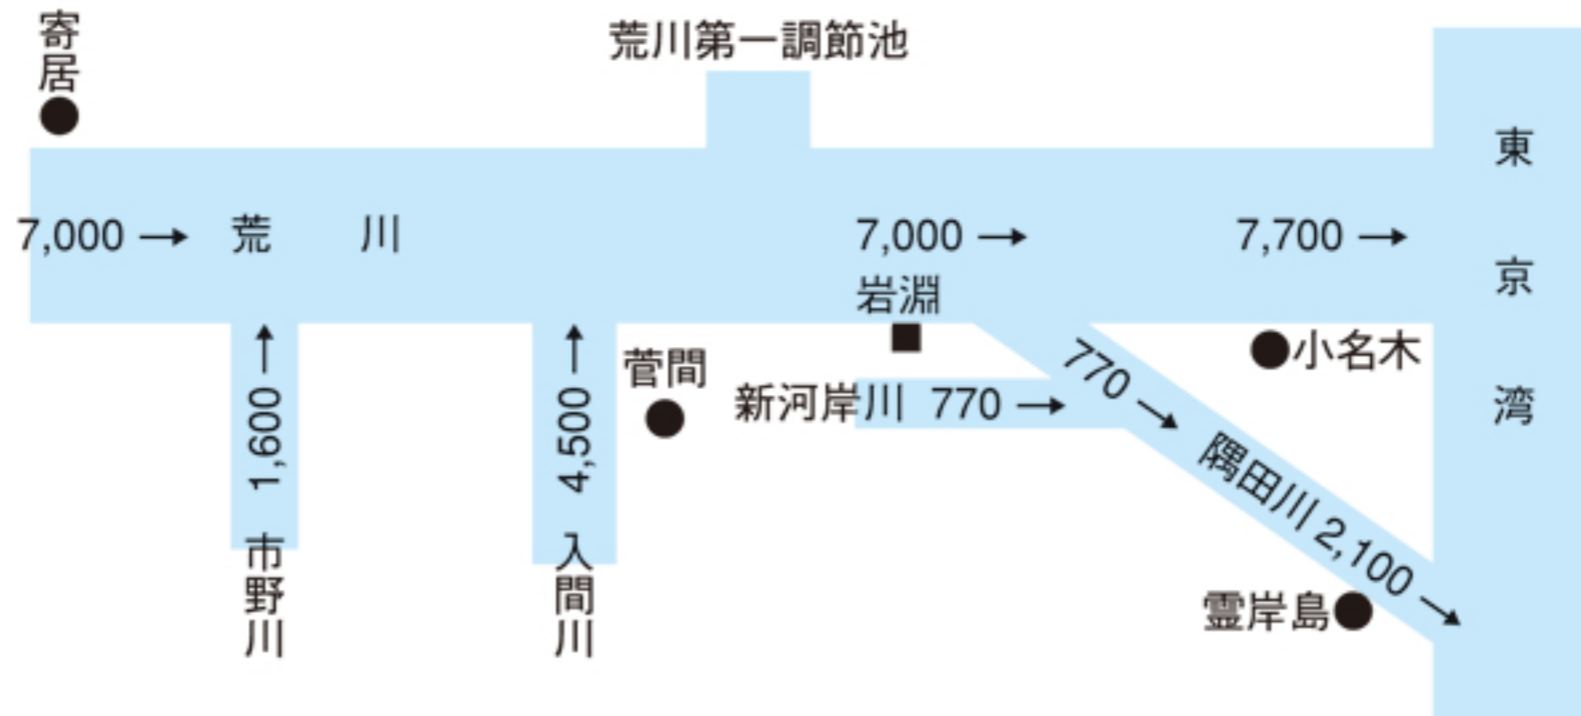 寄居
荒川第一調節池
7,000 → 荒川
7,000 →
7,700 →
東京湾
岩淵
小名木
1,600 →
市野川
4,500 →
入間川
菅間
新河岸川 770 →
770 →
隅田川 2,100 →
霊岸島